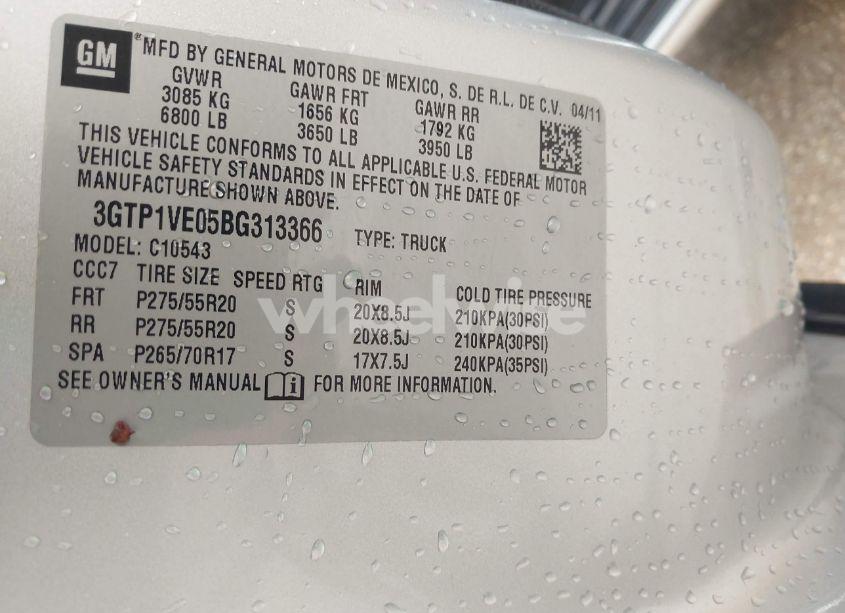 GM
®MFD BY GENERAL MOTORS DE MEXICO, S. DE R.L. DE C.V. 04/11
GVWR GAWR FRT GAWR RR
3085 KG 1656 KG 1792 KG
6800 LB 3650 LB 3950 LB
THIS VEHICLE CONFORMS TO ALL APPLICABLE U.S. FEDERAL MOTOR
VEHICLE SAFETY STANDARDS IN EFFECT ON THE DATE OF
MANUFACTURE SHOWN ABOVE.
3GTP1VE05BG313366 TYPE: TRUCK
MODEL: C10543
CCC7 TIRE SIZE SPEED RTG RIM COLD TIRE PRESSURE
FRT P275/55R20 S 20X8.5J 210KPA(30PSI)
RR P275/55R20 S 20X8.5J 210KPA(30PSI)
SPA P265/70R17 S 17X7.5J 240KPA(35PSI)
SEE OWNER'S MANUAL FOR MORE INFORMATION.
wheelwise